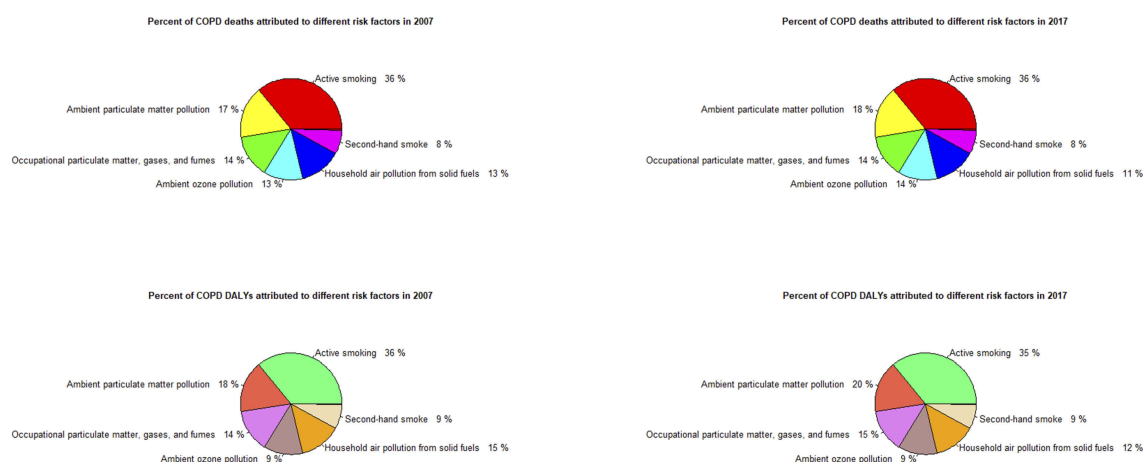 Percent of COPD deaths attributed to different risk factors in 2007
Active smoking 36 %
Ambient particulate matter pollution 17 %
Second-hand smoke 8 %
Occupational particulate matter, gases, and fumes 14 %
Household air pollution from solid fuels 13 %
Ambient ozone pollution 13 %
Percent of COPD deaths attributed to different risk factors in 2017
Active smoking 36 %
Ambient particulate matter pollution 18 %
Second-hand smoke 8 %
Occupational particulate matter, gases, and fumes 14 %
Household air pollution from solid fuels 11 %
Ambient ozone pollution 14 %
Percent of COPD DALYs attributed to different risk factors in 2007
Active smoking 36 %
Ambient particulate matter pollution 18 %
Second-hand smoke 9 %
Occupational particulate matter, gases, and fumes 14 %
Household air pollution from solid fuels 15 %
Ambient ozone pollution 9 %
Percent of COPD DALYs attributed to different risk factors in 2017
Active smoking 35 %
Ambient particulate matter pollution 20 %
Second-hand smoke 9 %
Occupational particulate matter, gases, and fumes 15 %
Household air pollution from solid fuels 12 %
Ambient ozone pollution 9 %